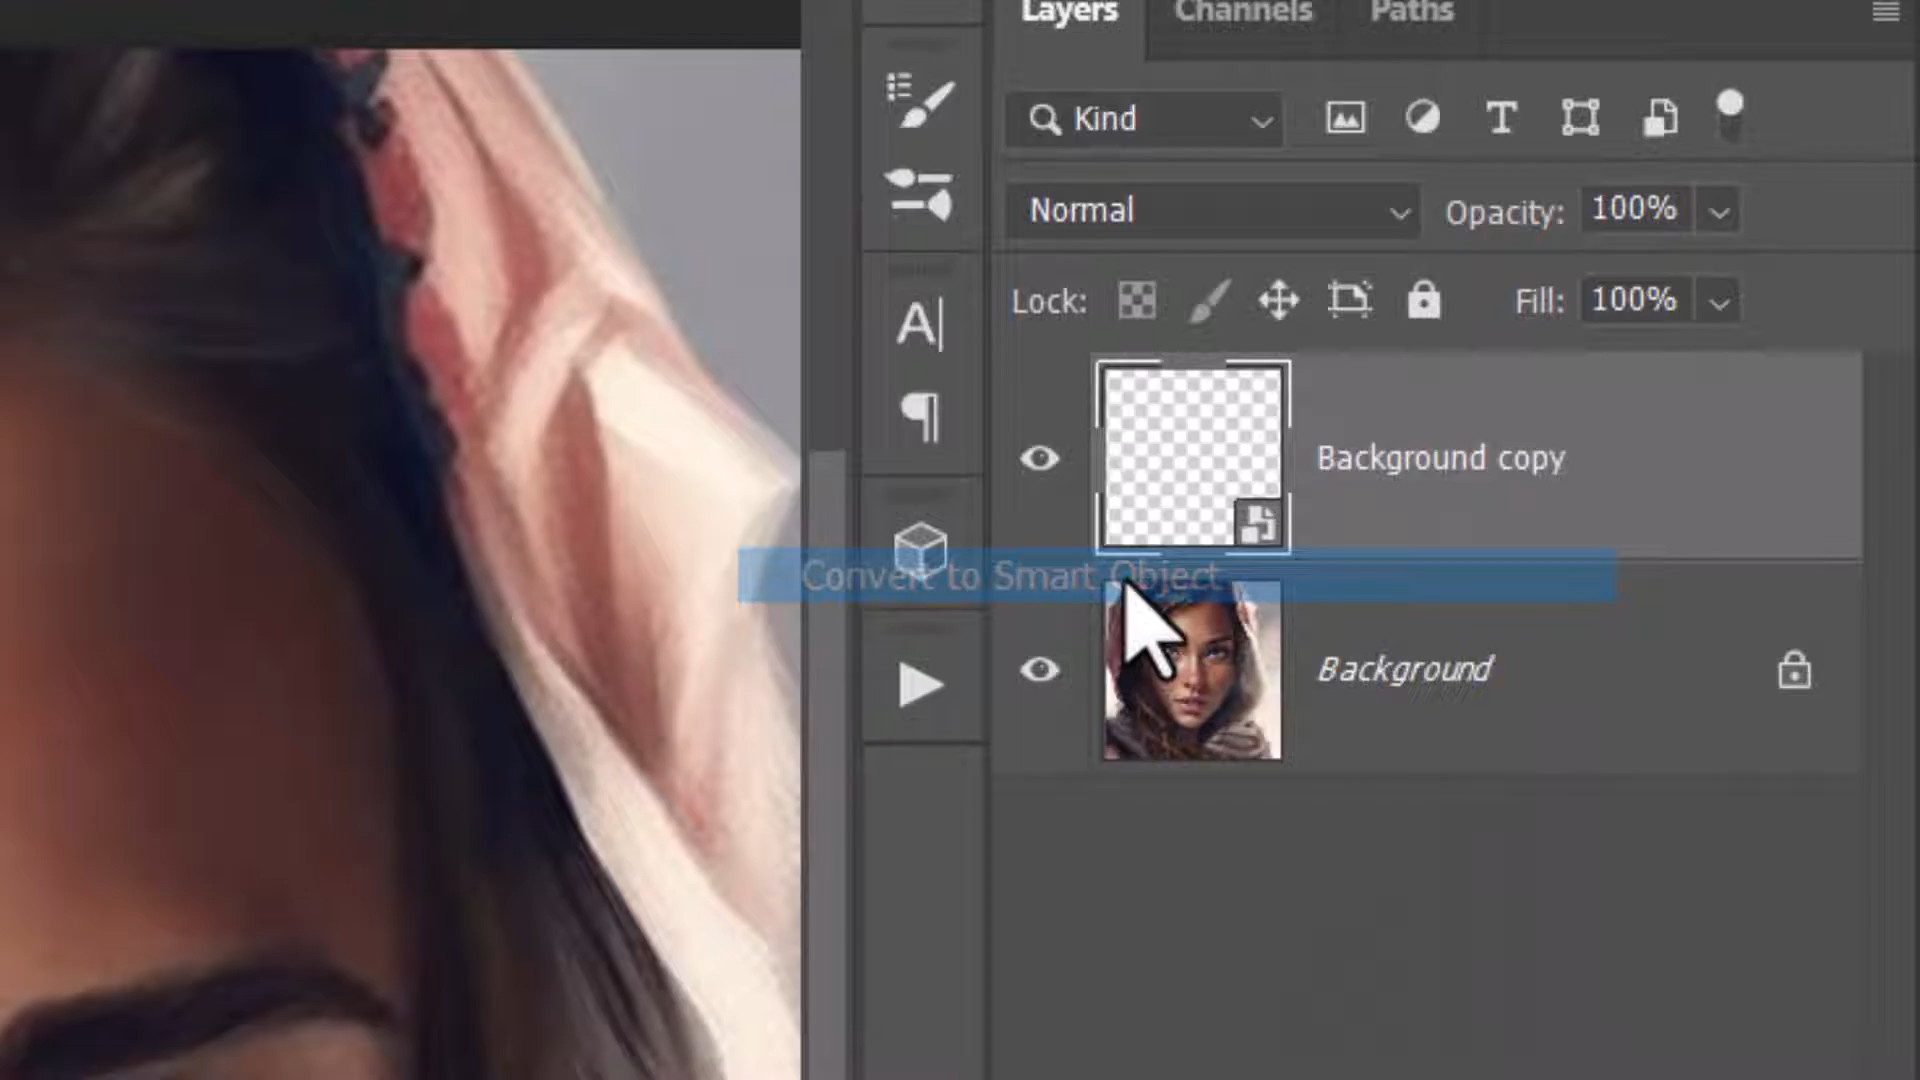 Layers Channels Paths
Kind
Normal Opacity: 100%
Lock: Fill: 100%
Background copy
Convert to Smart Object
Background